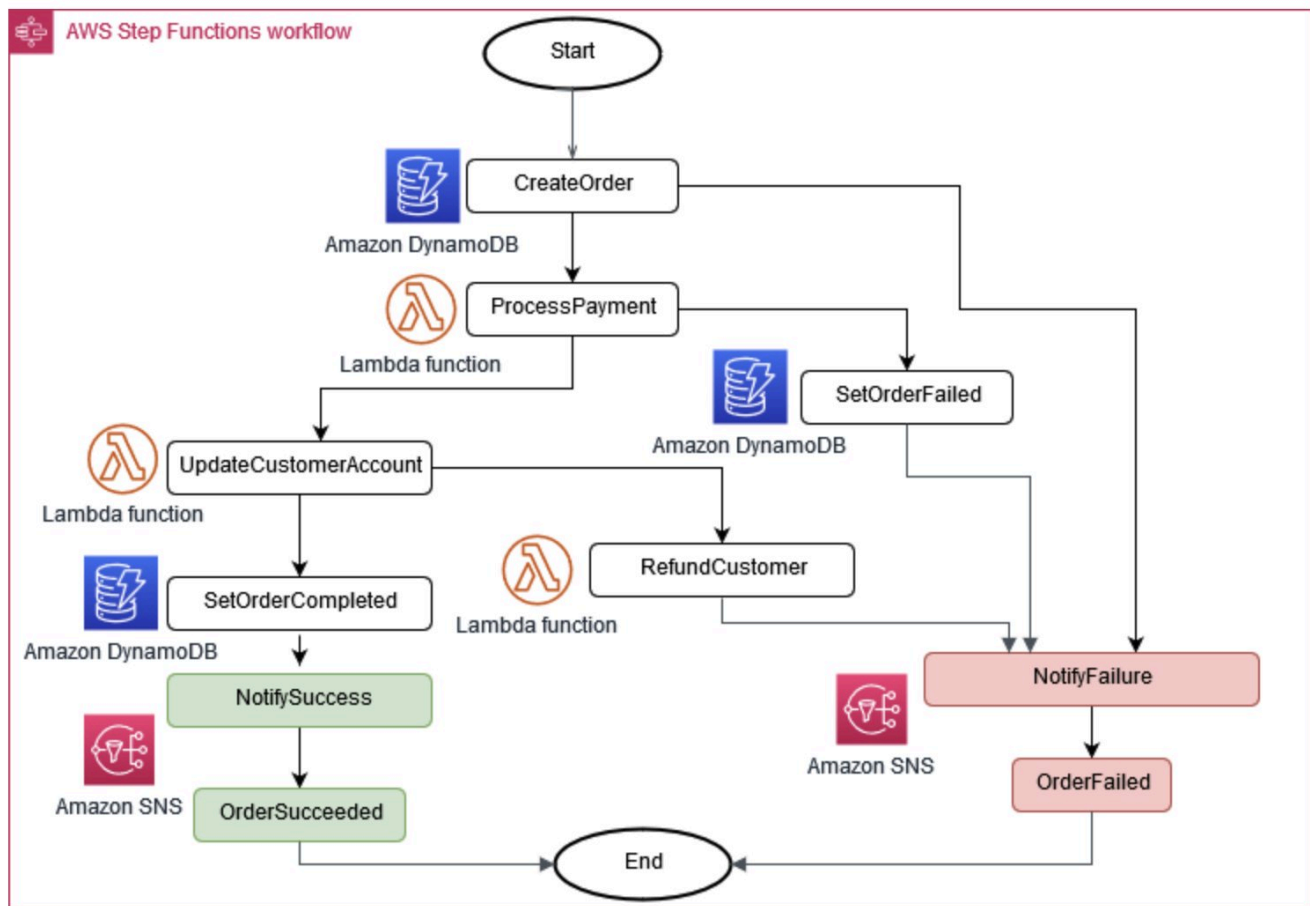 AWS Step Functions workflow
Start
CreateOrder
Amazon DynamoDB
ProcessPayment
Lambda function
SetOrderFailed
Amazon DynamoDB
UpdateCustomerAccount
Lambda function
RefundCustomer
Lambda function
SetOrderCompleted
Amazon DynamoDB
NotifySuccess
Amazon SNS
NotifyFailure
Amazon SNS
OrderSucceeded
OrderFailed
End